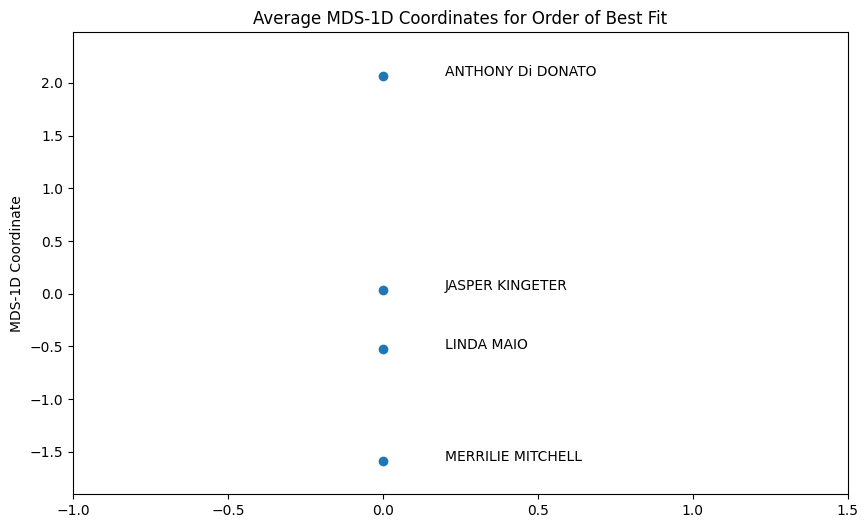 Average MDS-1D Coordinates for Order of Best Fit
ANTHONY Di DONATO
2.0
1.5
1.0
0.5
JASPER KINGETER
0.0
LINDA MAIO
−0.5
−1.0
MERRILIE MITCHELL
−1.5
MDS-1D Coordinate
−1.0 −0.5 0.0 0.5 1.0 1.5